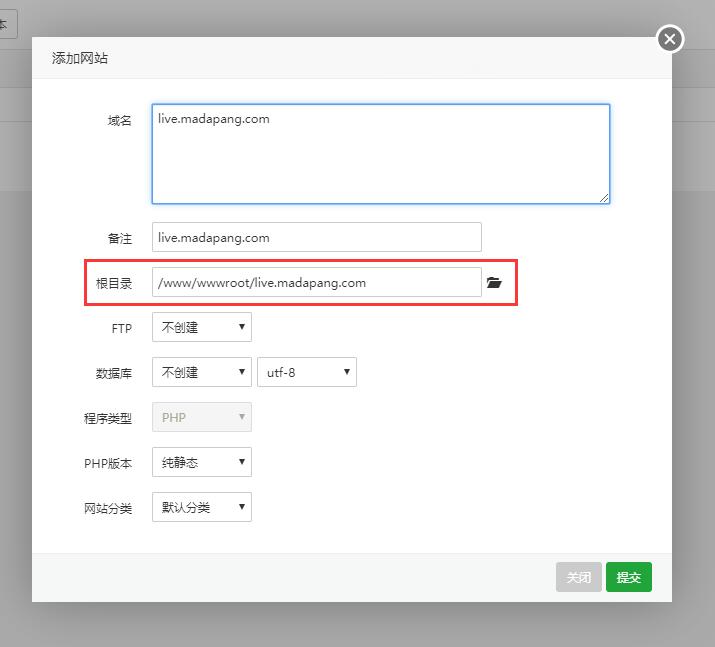 本
添加网站
域名
live.madapang.com
备注
live.madapang.com
根目录
/www/wwwroot/live.madapang.com
FTP
不创建
数据库
不创建
utf-8
程序类型
PHP
PHP版本
纯静态
网站分类
默认分类
关闭
提交